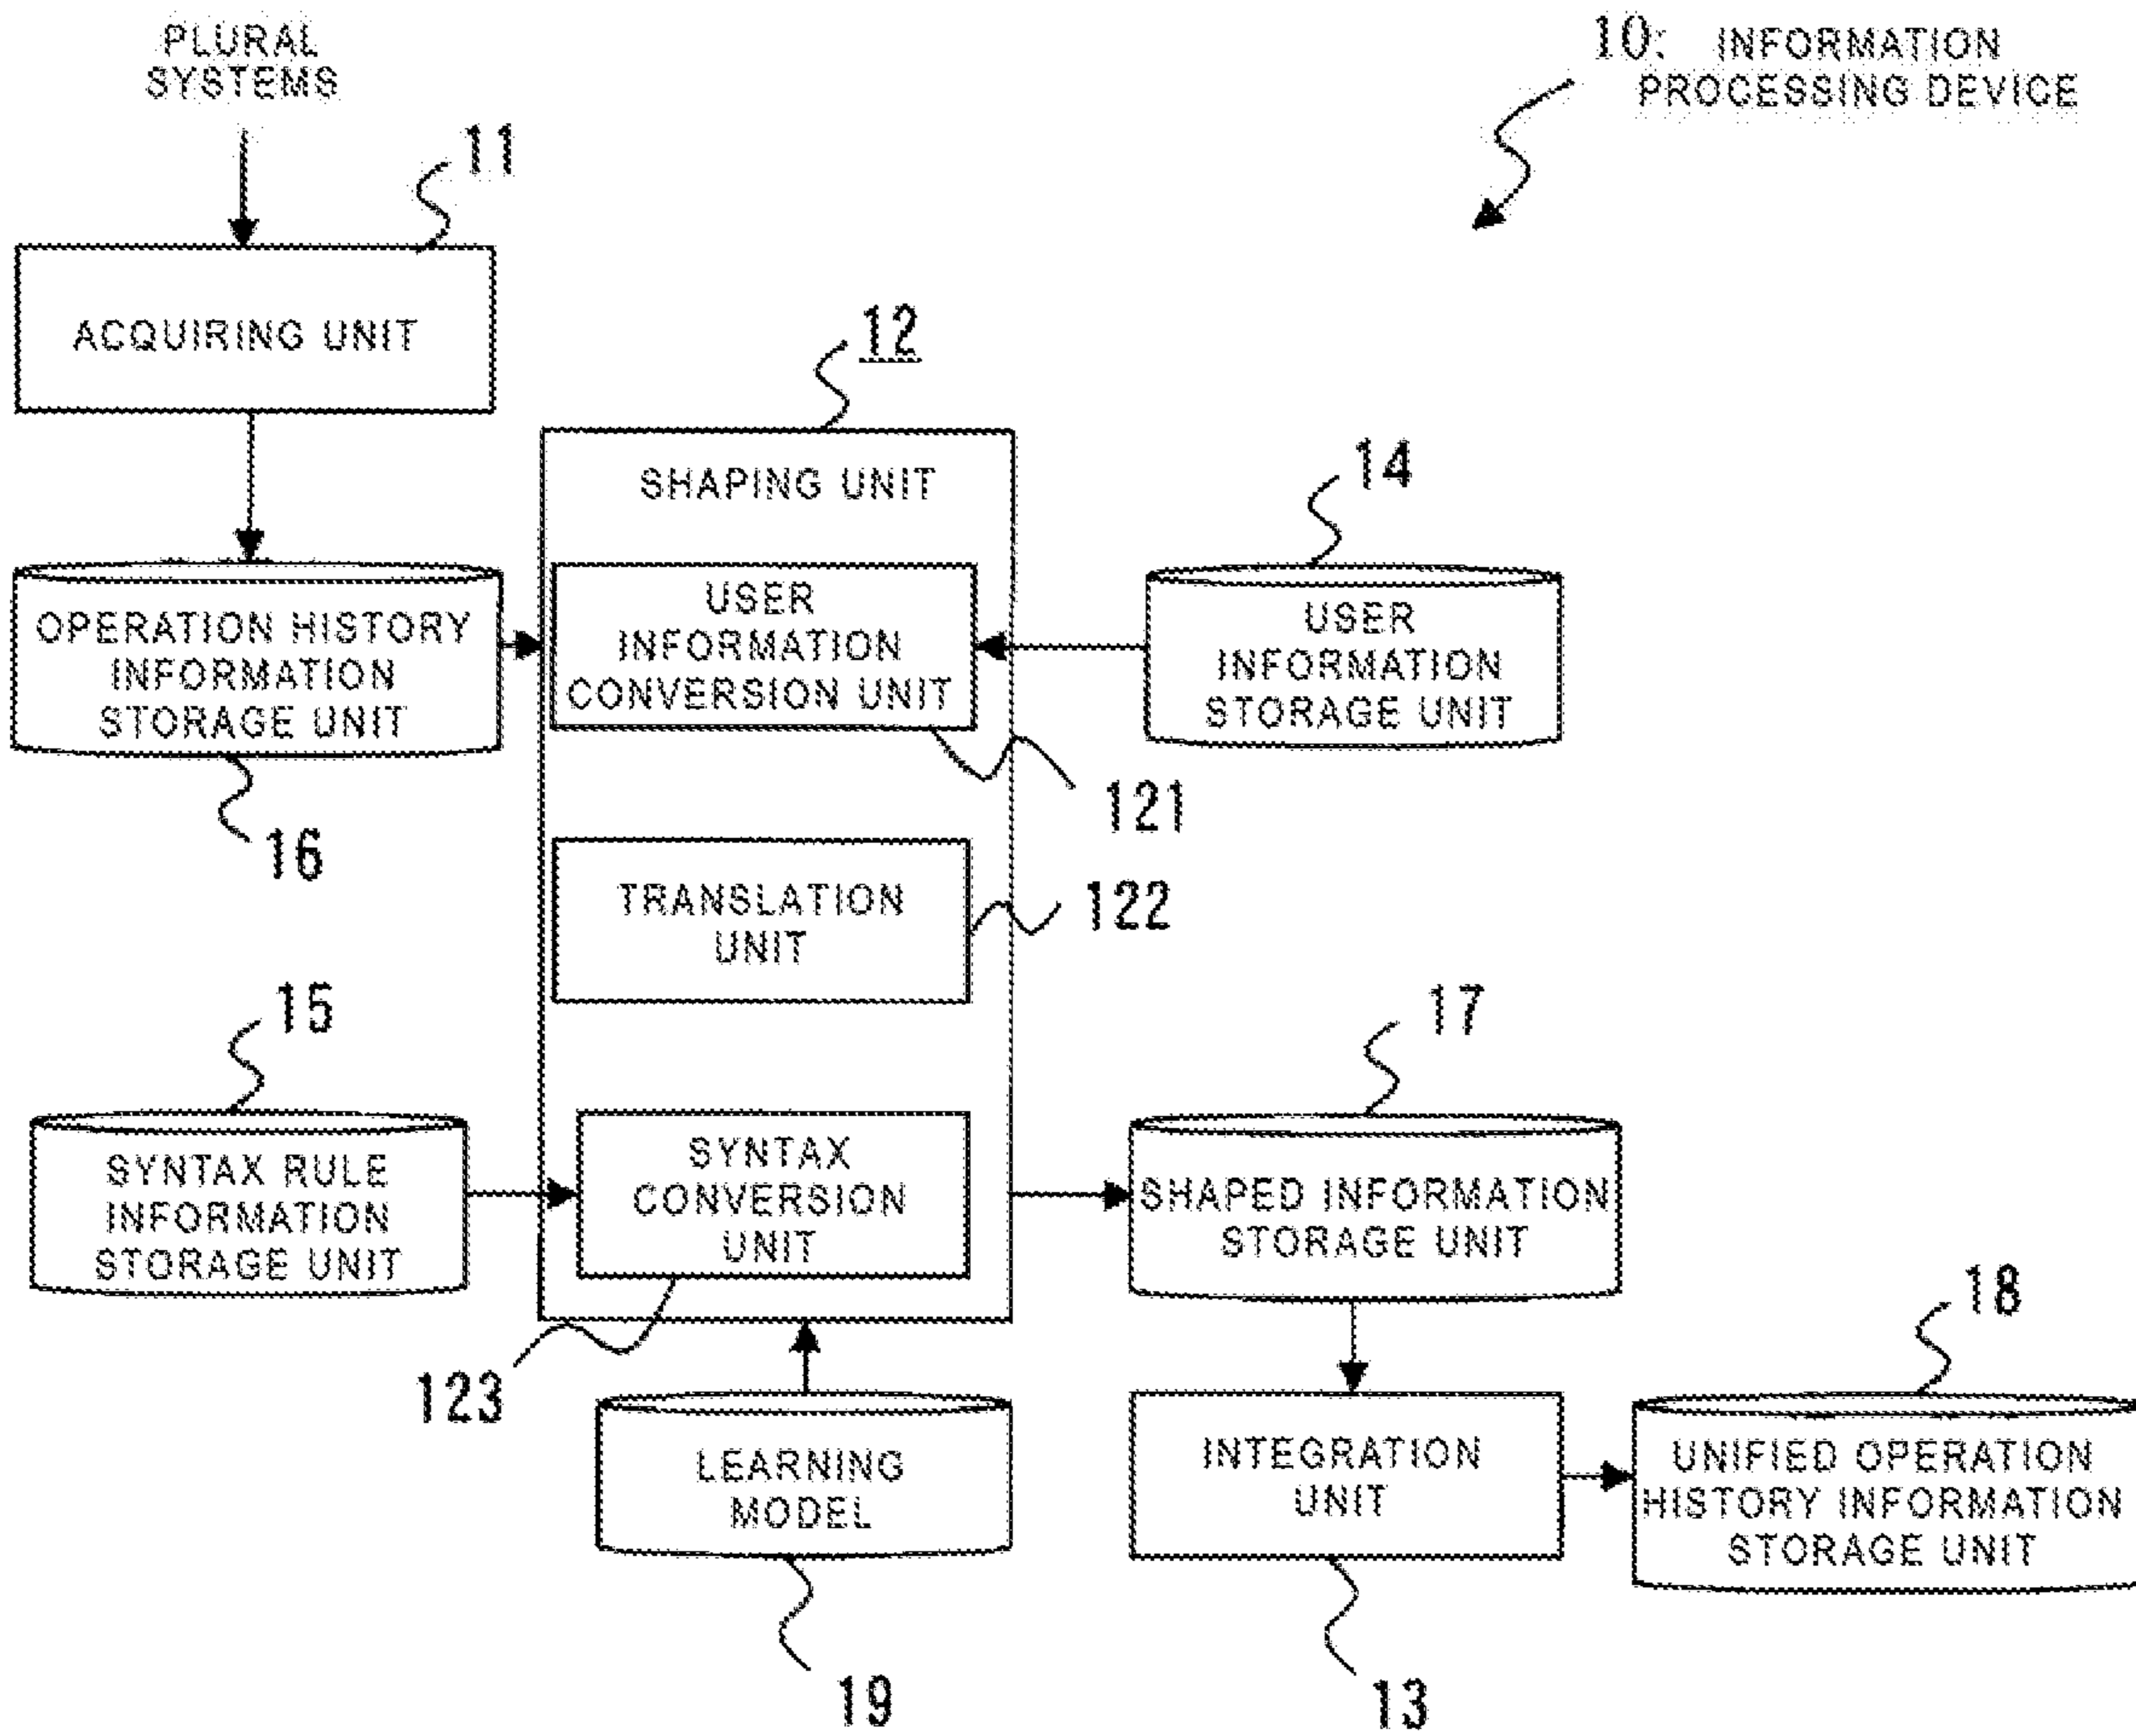 PLURAL
SYSTEMS
10: INFORMATION
PROCESSING DEVICE
11
ACQUIRING UNIT
12
SHAPING UNIT
14
OPERATION HISTORY
INFORMATION
STORAGE UNIT
USER
INFORMATION
CONVERSION UNIT
USER
INFORMATION
STORAGE UNIT
121
16
TRANSLATION
UNIT
122
15
17
SYNTAX RULE
INFORMATION
STORAGE UNIT
SYNTAX
CONVERSION
UNIT
SHAPED INFORMATION
STORAGE UNIT
18
123
LEARNING
MODEL
INTEGRATION
UNIT
UNIFIED OPERATION
HISTORY INFORMATION
STORAGE UNIT
19
13